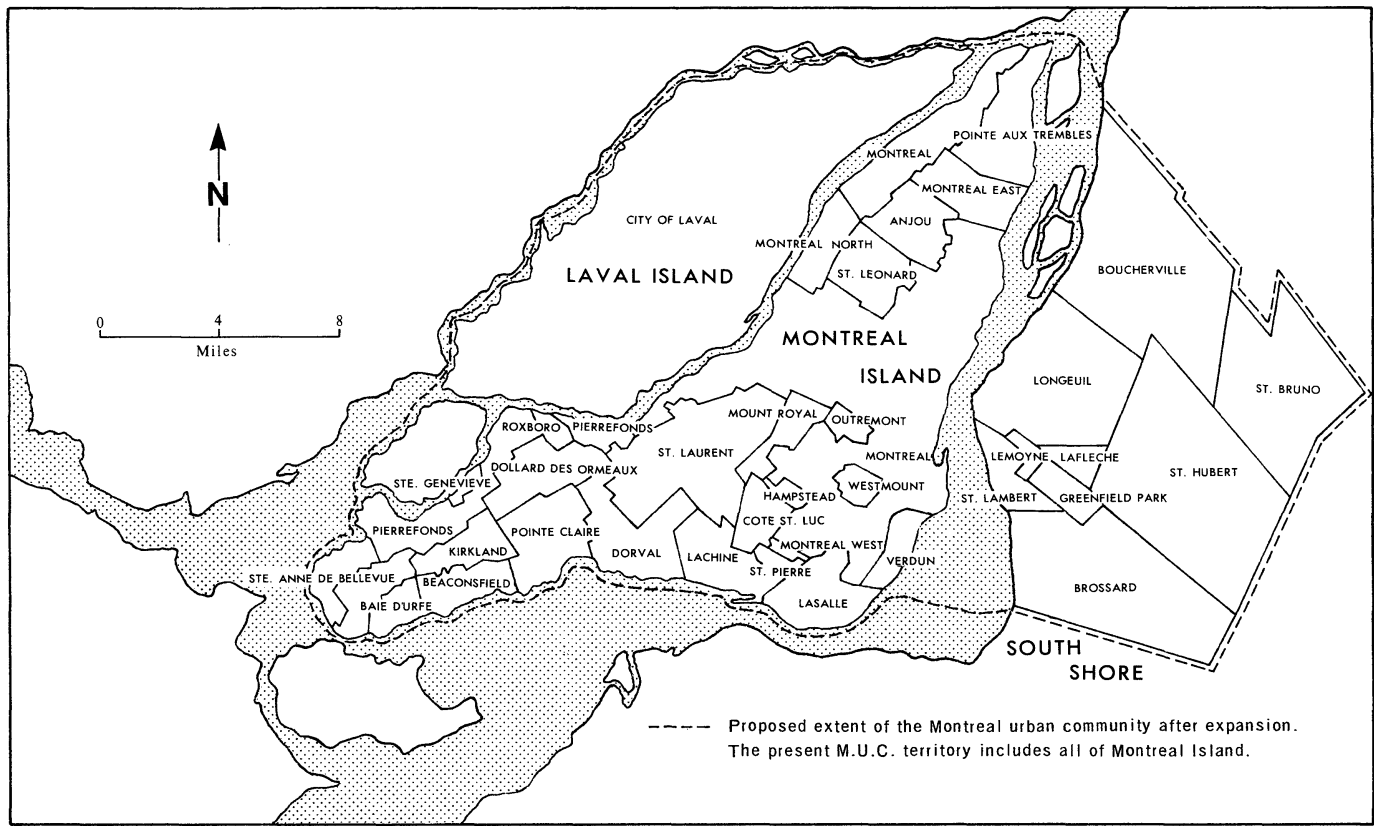 POINTE AUX TREMBLES
MONTREAL
MONTREAL EAST
N
CITY OF LAVAL
ANJOU
MONTREAL NORTH
LAVAL ISLAND
ST. LEONARD
BOUCHERVILLE
0 4 8
Miles
MONTREAL
ISLAND
LONGEUIL
ST. BRUNO
MOUNT ROYAL
OUTREMONT
ROXBORO
PIERREFONDS
ST. LAURENT
MONTREAL
LEMOYNE
LAFLECHE
DOLLARD DES ORMEAUX
ST. HUBERT
STE. GENEVIEVE
WESTMOUNT
HAMPSTEAD
ST. LAMBERT
GREENFIELD PARK
COTE ST. LUC
PIERREFONDS
POINTE CLAIRE
KIRKLAND
DORVAL
LACHINE
MONTREAL WEST
VERDUN
ST. PIERRE
STE. ANNE DE BELLEVUE
BEACONSFIELD
BROSSARD
BAIE D'URFE
LASALLE
SOUTH
SHORE
Proposed extent of the Montreal urban community after expansion.
The present M.U.C. territory includes all of Montreal Island.